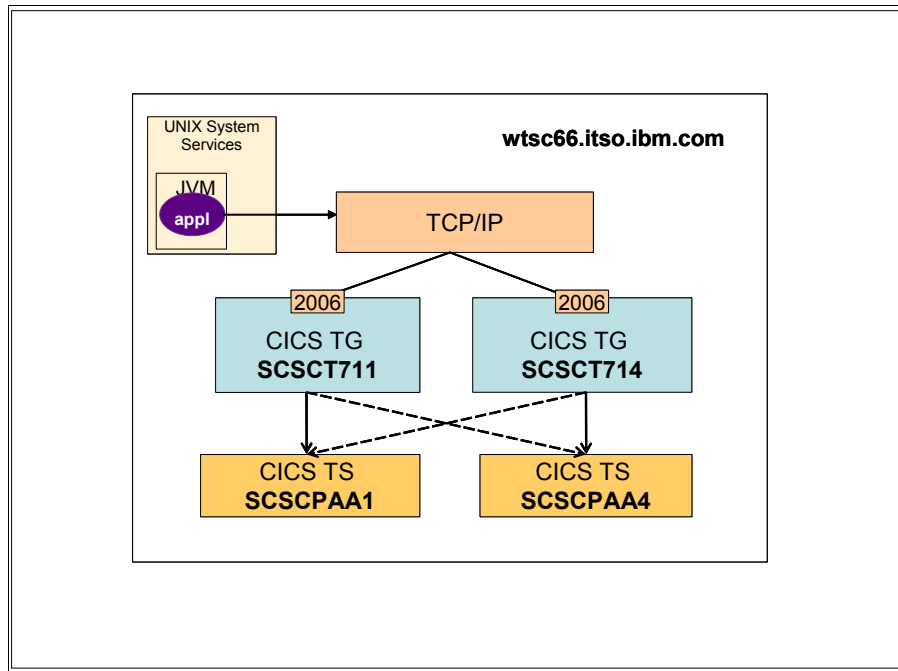 UNIX System
Services
wtsc66.itso.ibm.com
JVM
appl
TCP/IP
2006
2006
CICS TG
SCSCT711
CICS TG
SCSCT714
CICS TS
SCSCPAA1
CICS TS
SCSCPAA4